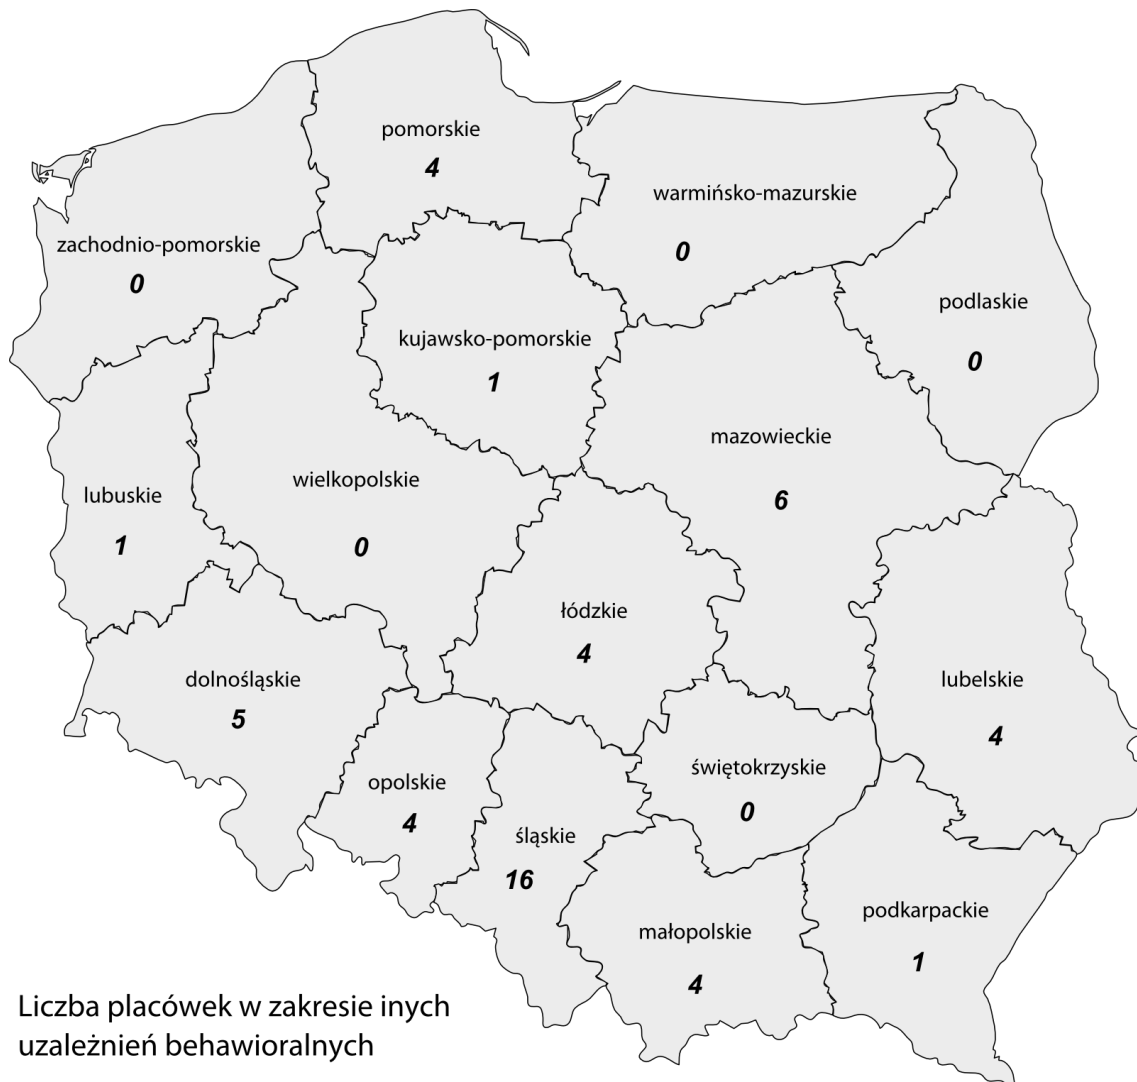 pomorskie
4
warmińsko-mazurskie
0
zachodnio-pomorskie
0
podlaskie
0
kujawsko-pomorskie
1
mazowieckie
6
wielkopolskie
0
lubuskie
1
łódzkie
4
dolnośląskie
5
lubelskie
4
opolskie
4
świętokrzyskie
0
śląskie
16
podkarpackie
1
małopolskie
4
Liczba placówek w zakresie inych
uzależnień behawioralnych